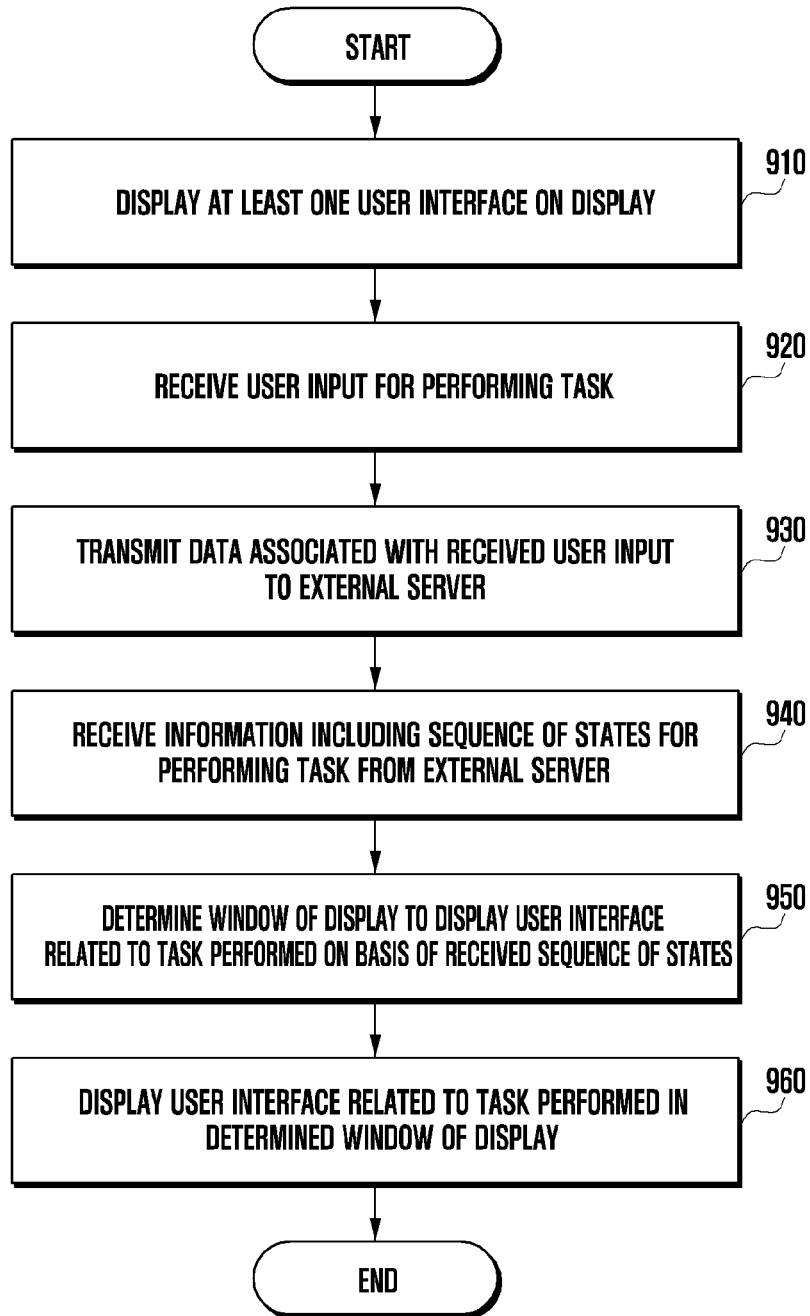 START
910
DISPLAY AT LEAST ONE USER INTERFACE ON DISPLAY
920
RECEIVE USER INPUT FOR PERFORMING TASK
930
TRANSMIT DATA ASSOCIATED WITH RECEIVED USER INPUT
TO EXTERNAL SERVER
940
RECEIVE INFORMATION INCLUDING SEQUENCE OF STATES FOR
PERFORMING TASK FROM EXTERNAL SERVER
950
DETERMINE WINDOW OF DISPLAY TO DISPLAY USER INTERFACE
RELATED TO TASK PERFORMED ON BASIS OF RECEIVED SEQUENCE OF STATES
960
DISPLAY USER INTERFACE RELATED TO TASK PERFORMED IN
DETERMINED WINDOW OF DISPLAY
END